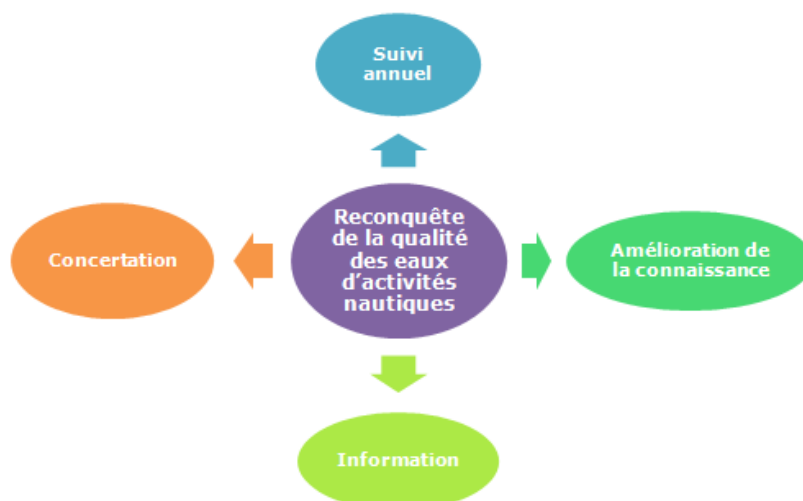 Suivi
annuel
Concertation
Reconquête
de la qualité
des eaux
d’activités
nautiques
Amélioration de
la connaissance
Information